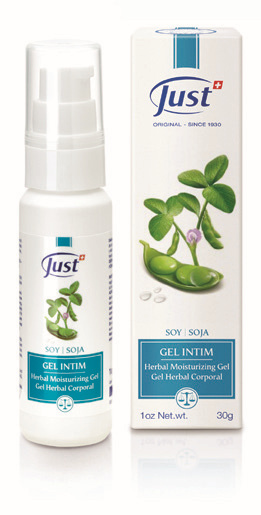 Just
SOY | SOJA
GEL INTIM
Herbal Moisturizing Gel
Gel Herbal Corporal
Just
ORIGINAL - SINCE 1930
SOY | SOJA
GEL INTIM
Herbal Moisturizing Gel
Gel Herbal Corporal
1oz Net.wt. 30g